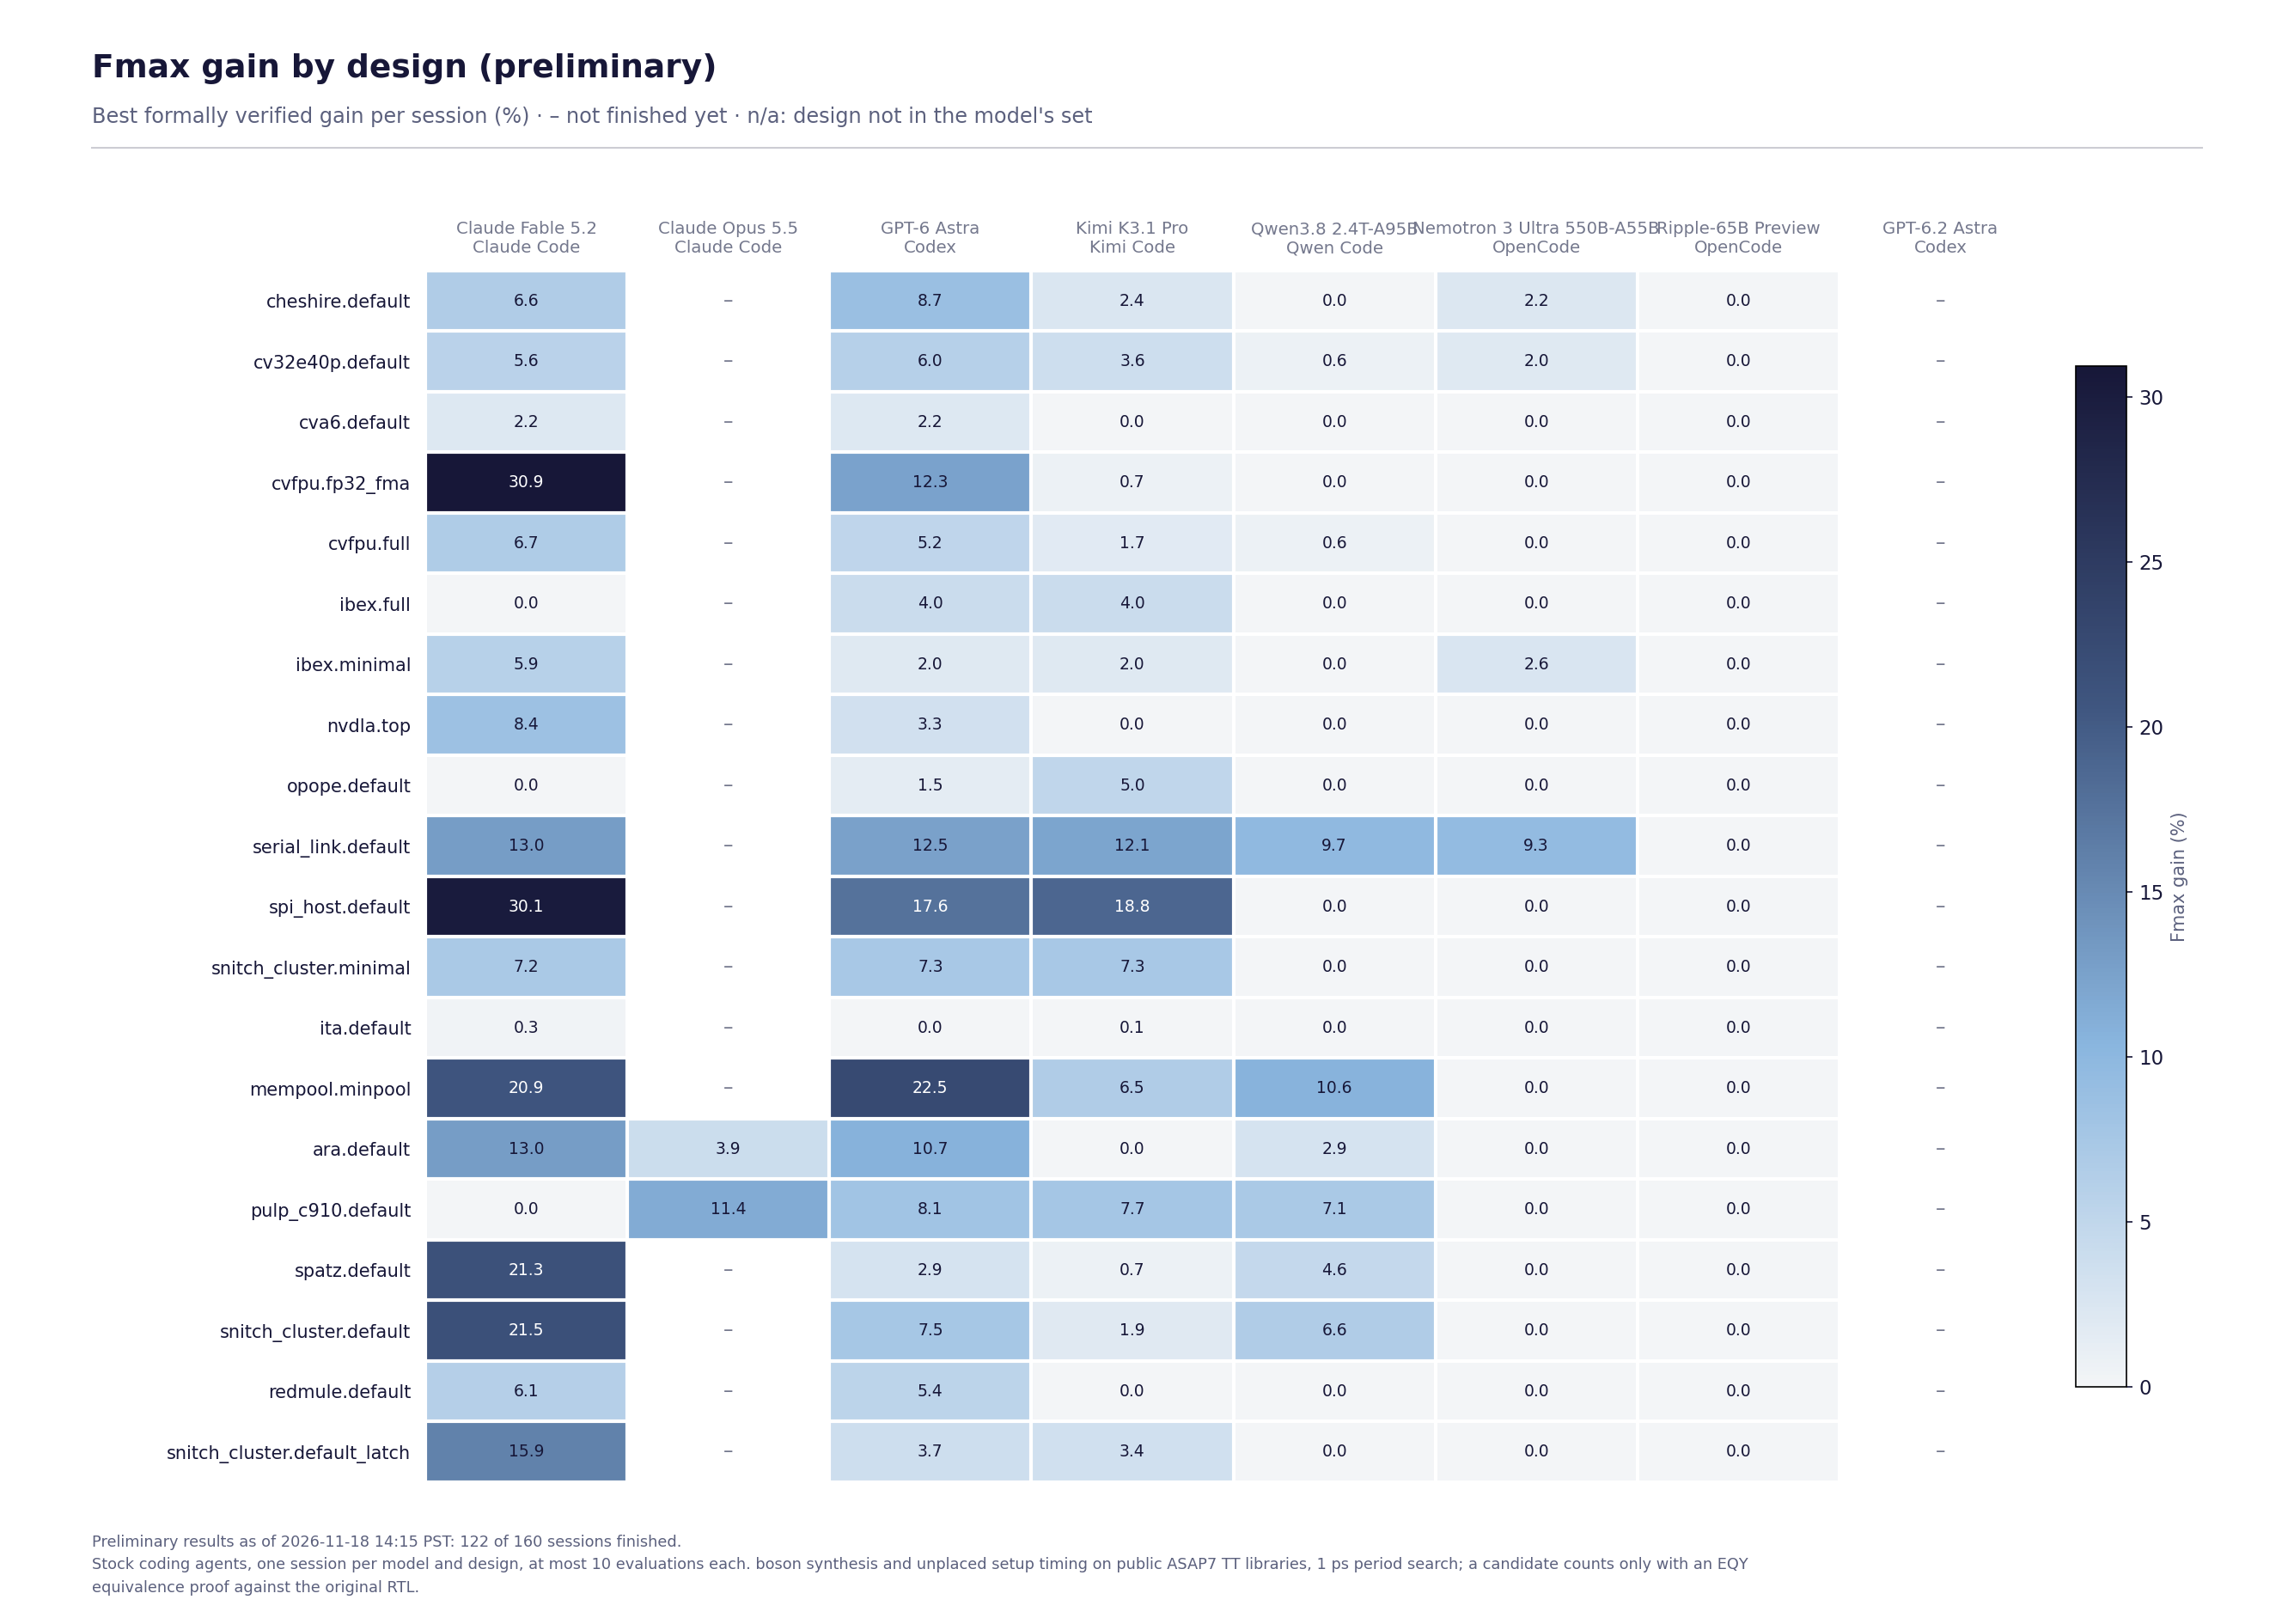 Fmax gain by design (preliminary)
Best formally verified gain per session (%) · – not finished yet · n/a: design not in the model's set
Claude Fable 5.2 Claude Opus 5.5 GPT-6 Astra Kimi K3.1 Pro Qwen3.8 2.4T-A95B Nemotron 3 Ultra 550B-A55B Ripple-65B Preview GPT-6.2 Astra
Claude Code Claude Code Codex Kimi Code Qwen Code OpenCode OpenCode Codex
cheshire.default 6.6 – 8.7 2.4 0.0 2.2 0.0 –
cv32e40p.default 5.6 – 6.0 3.6 0.6 2.0 0.0 –
cva6.default 2.2 – 2.2 0.0 0.0 0.0 0.0 –
cvfpu.fp32_fma 30.9 – 12.3 0.7 0.0 0.0 0.0 –
cvfpu.full 6.7 – 5.2 1.7 0.6 0.0 0.0 –
ibex.full 0.0 – 4.0 4.0 0.0 0.0 0.0 –
ibex.minimal 5.9 – 2.0 2.0 0.0 2.6 0.0 –
nvdla.top 8.4 – 3.3 0.0 0.0 0.0 0.0 –
opope.default 0.0 – 1.5 5.0 0.0 0.0 0.0 –
serial_link.default 13.0 – 12.5 12.1 9.7 9.3 0.0 –
spi_host.default 30.1 – 17.6 18.8 0.0 0.0 0.0 –
snitch_cluster.minimal 7.2 – 7.3 7.3 0.0 0.0 0.0 –
ita.default 0.3 – 0.0 0.1 0.0 0.0 0.0 –
mempool.minpool 20.9 – 22.5 6.5 10.6 0.0 0.0 –
ara.default 13.0 3.9 10.7 0.0 2.9 0.0 0.0 –
pulp_c910.default 0.0 11.4 8.1 7.7 7.1 0.0 0.0 –
spatz.default 21.3 – 2.9 0.7 4.6 0.0 0.0 –
snitch_cluster.default 21.5 – 7.5 1.9 6.6 0.0 0.0 –
redmule.default 6.1 – 5.4 0.0 0.0 0.0 0.0 –
snitch_cluster.default_latch 15.9 – 3.7 3.4 0.0 0.0 0.0 –
30
25
20
15
10
5
0
Fmax gain (%)
Preliminary results as of 2026-11-18 14:15 PST: 122 of 160 sessions finished.
Stock coding agents, one session per model and design, at most 10 evaluations each. boson synthesis and unplaced setup timing on public ASAP7 TT libraries, 1 ps period search; a candidate counts only with an EQY
equivalence proof against the original RTL.